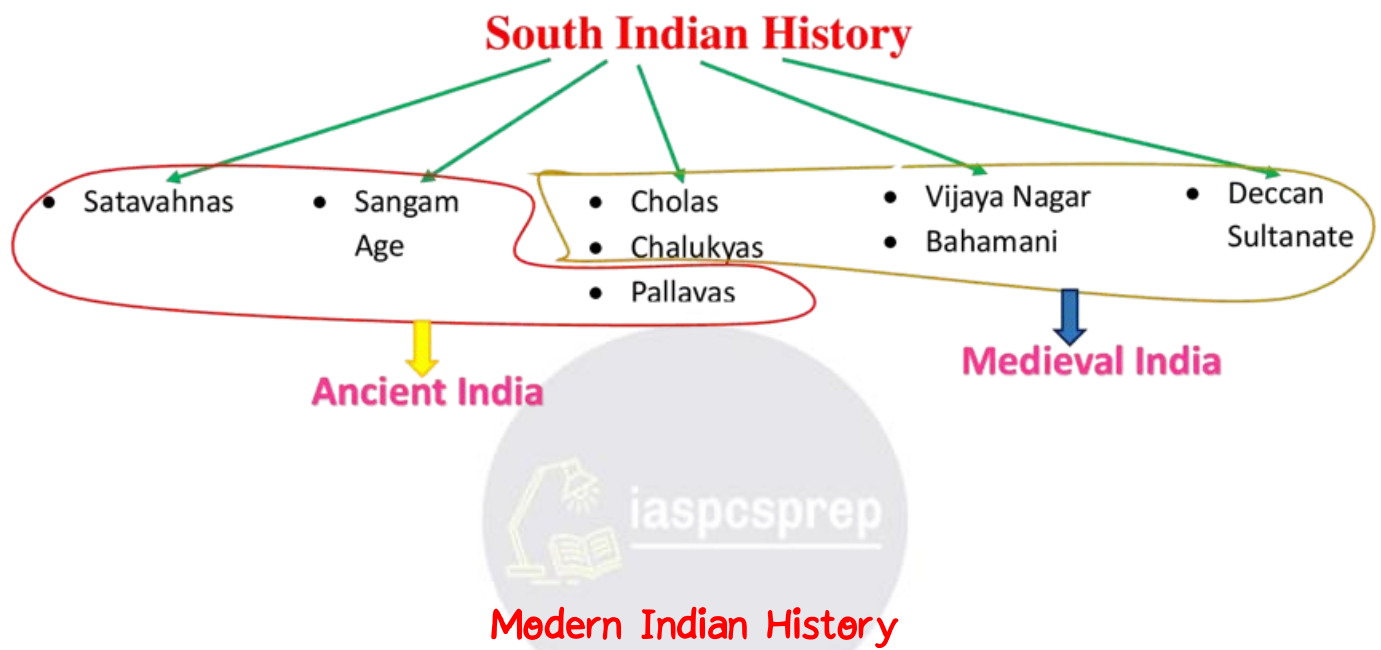 South Indian History
• Satavahnas
• Sangam
Age
• Cholas
• Chalukyas
• Pallavas
• Vijaya Nagar
• Bahamani
• Deccan
Sultanate
Ancient India
Medieval India
iaspcsprep
Modern Indian History